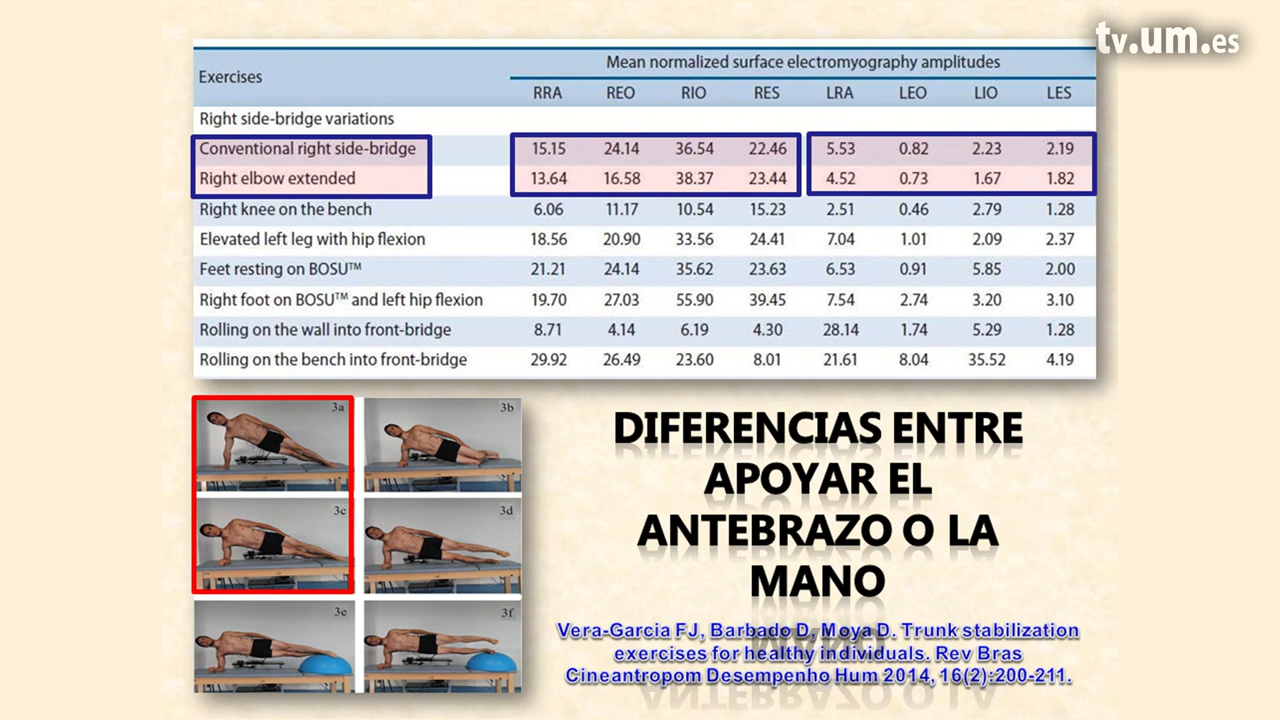 tv.um.es
Mean normalized surface electromyography amplitudes
Exercises
RRA REO RIO RES LRA LEO LIO LES
Right side-bridge variations
Conventional right side-bridge 15.15 24.14 36.54 22.46 5.53 0.82 2.23 2.19
Right elbow extended 13.64 16.58 38.37 23.44 4.52 0.73 1.67 1.82
Right knee on the bench 6.06 11.17 10.54 15.23 2.51 0.46 2.79 1.28
Elevated left leg with hip flexion 18.56 20.90 33.56 24.41 7.04 1.01 2.09 2.37
Feet resting on BOSU™ 21.21 24.14 35.62 23.63 6.53 0.91 5.85 2.00
Right foot on BOSU™ and left hip flexion 19.70 27.03 55.90 39.45 7.54 2.74 3.20 3.10
Rolling on the wall into front-bridge 8.71 4.14 6.19 4.30 28.14 1.74 5.29 1.28
Rolling on the bench into front-bridge 29.92 26.49 23.60 8.01 21.61 8.04 35.52 4.19
3a 3b
3c 3d
3e 3f
DIFERENCIAS ENTRE
APOYAR EL
ANTEBRAZO O LA
MANO
Vera-Garcia FJ, Barbado D, Moya D. Trunk stabilization
exercises for healthy individuals. Rev Bras
Cineantropom Desempenho Hum 2014, 16(2):200-211.